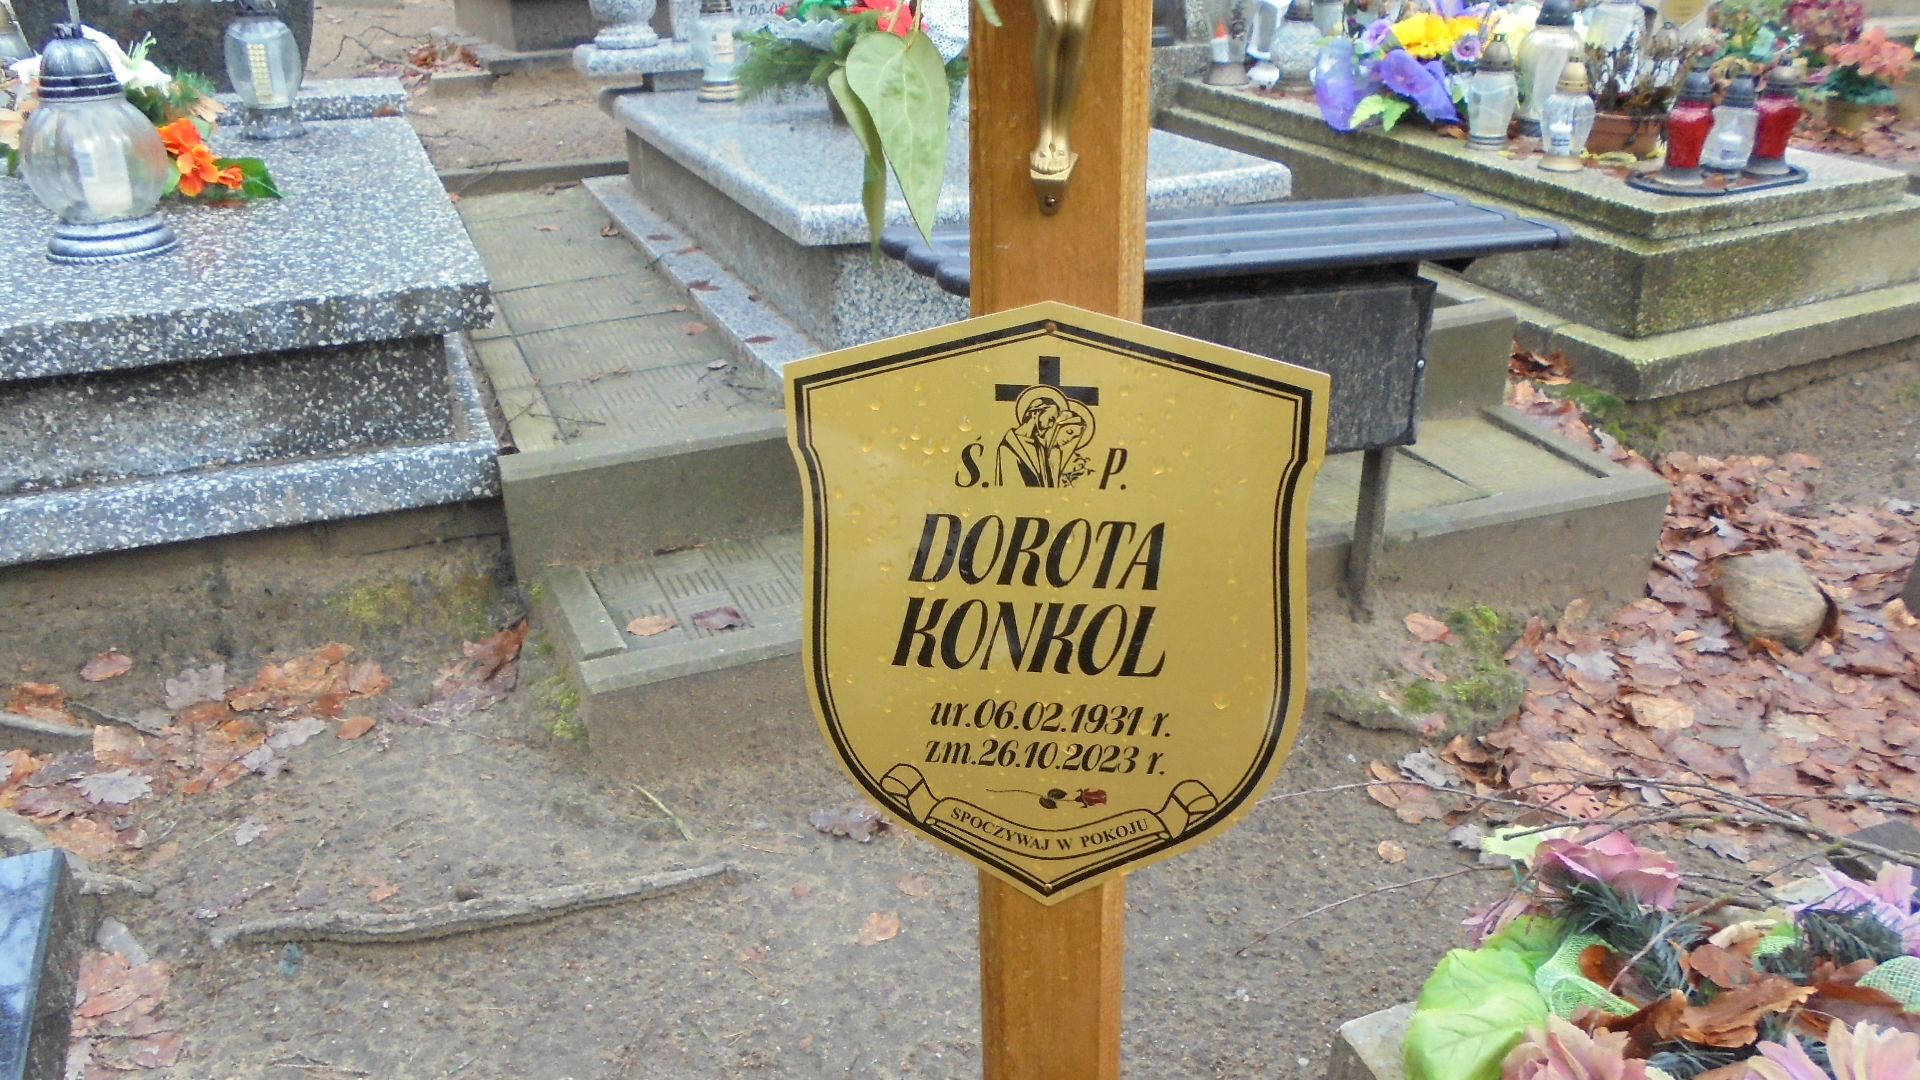 Ś. P.
DOROTA
KONKOL
ur.06.02.1931 r.
zm.26.10.2023 r.
SPOCZYWAJ W POKOJU